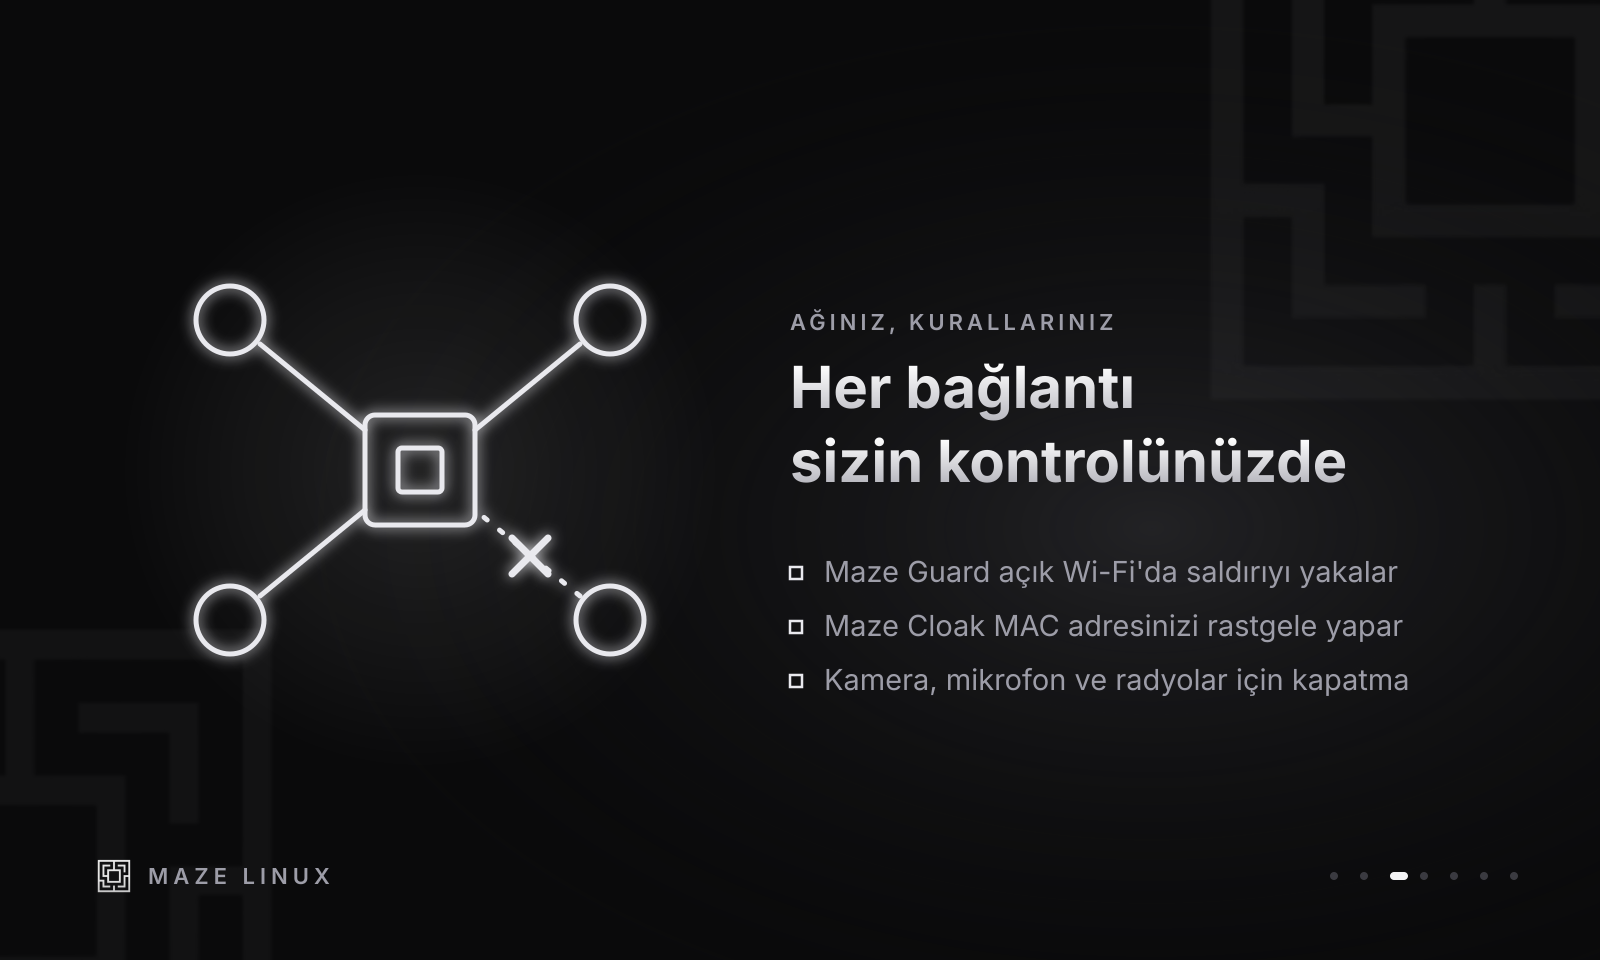 AĞINIZ, KURALLARINIZ
Her bağlantı
sizin kontrolünüzde
Maze Guard açık Wi-Fi'da saldırıyı yakalar
Maze Cloak MAC adresinizi rastgele yapar
Kamera, mikrofon ve radyolar için kapatma
MAZE LINUX